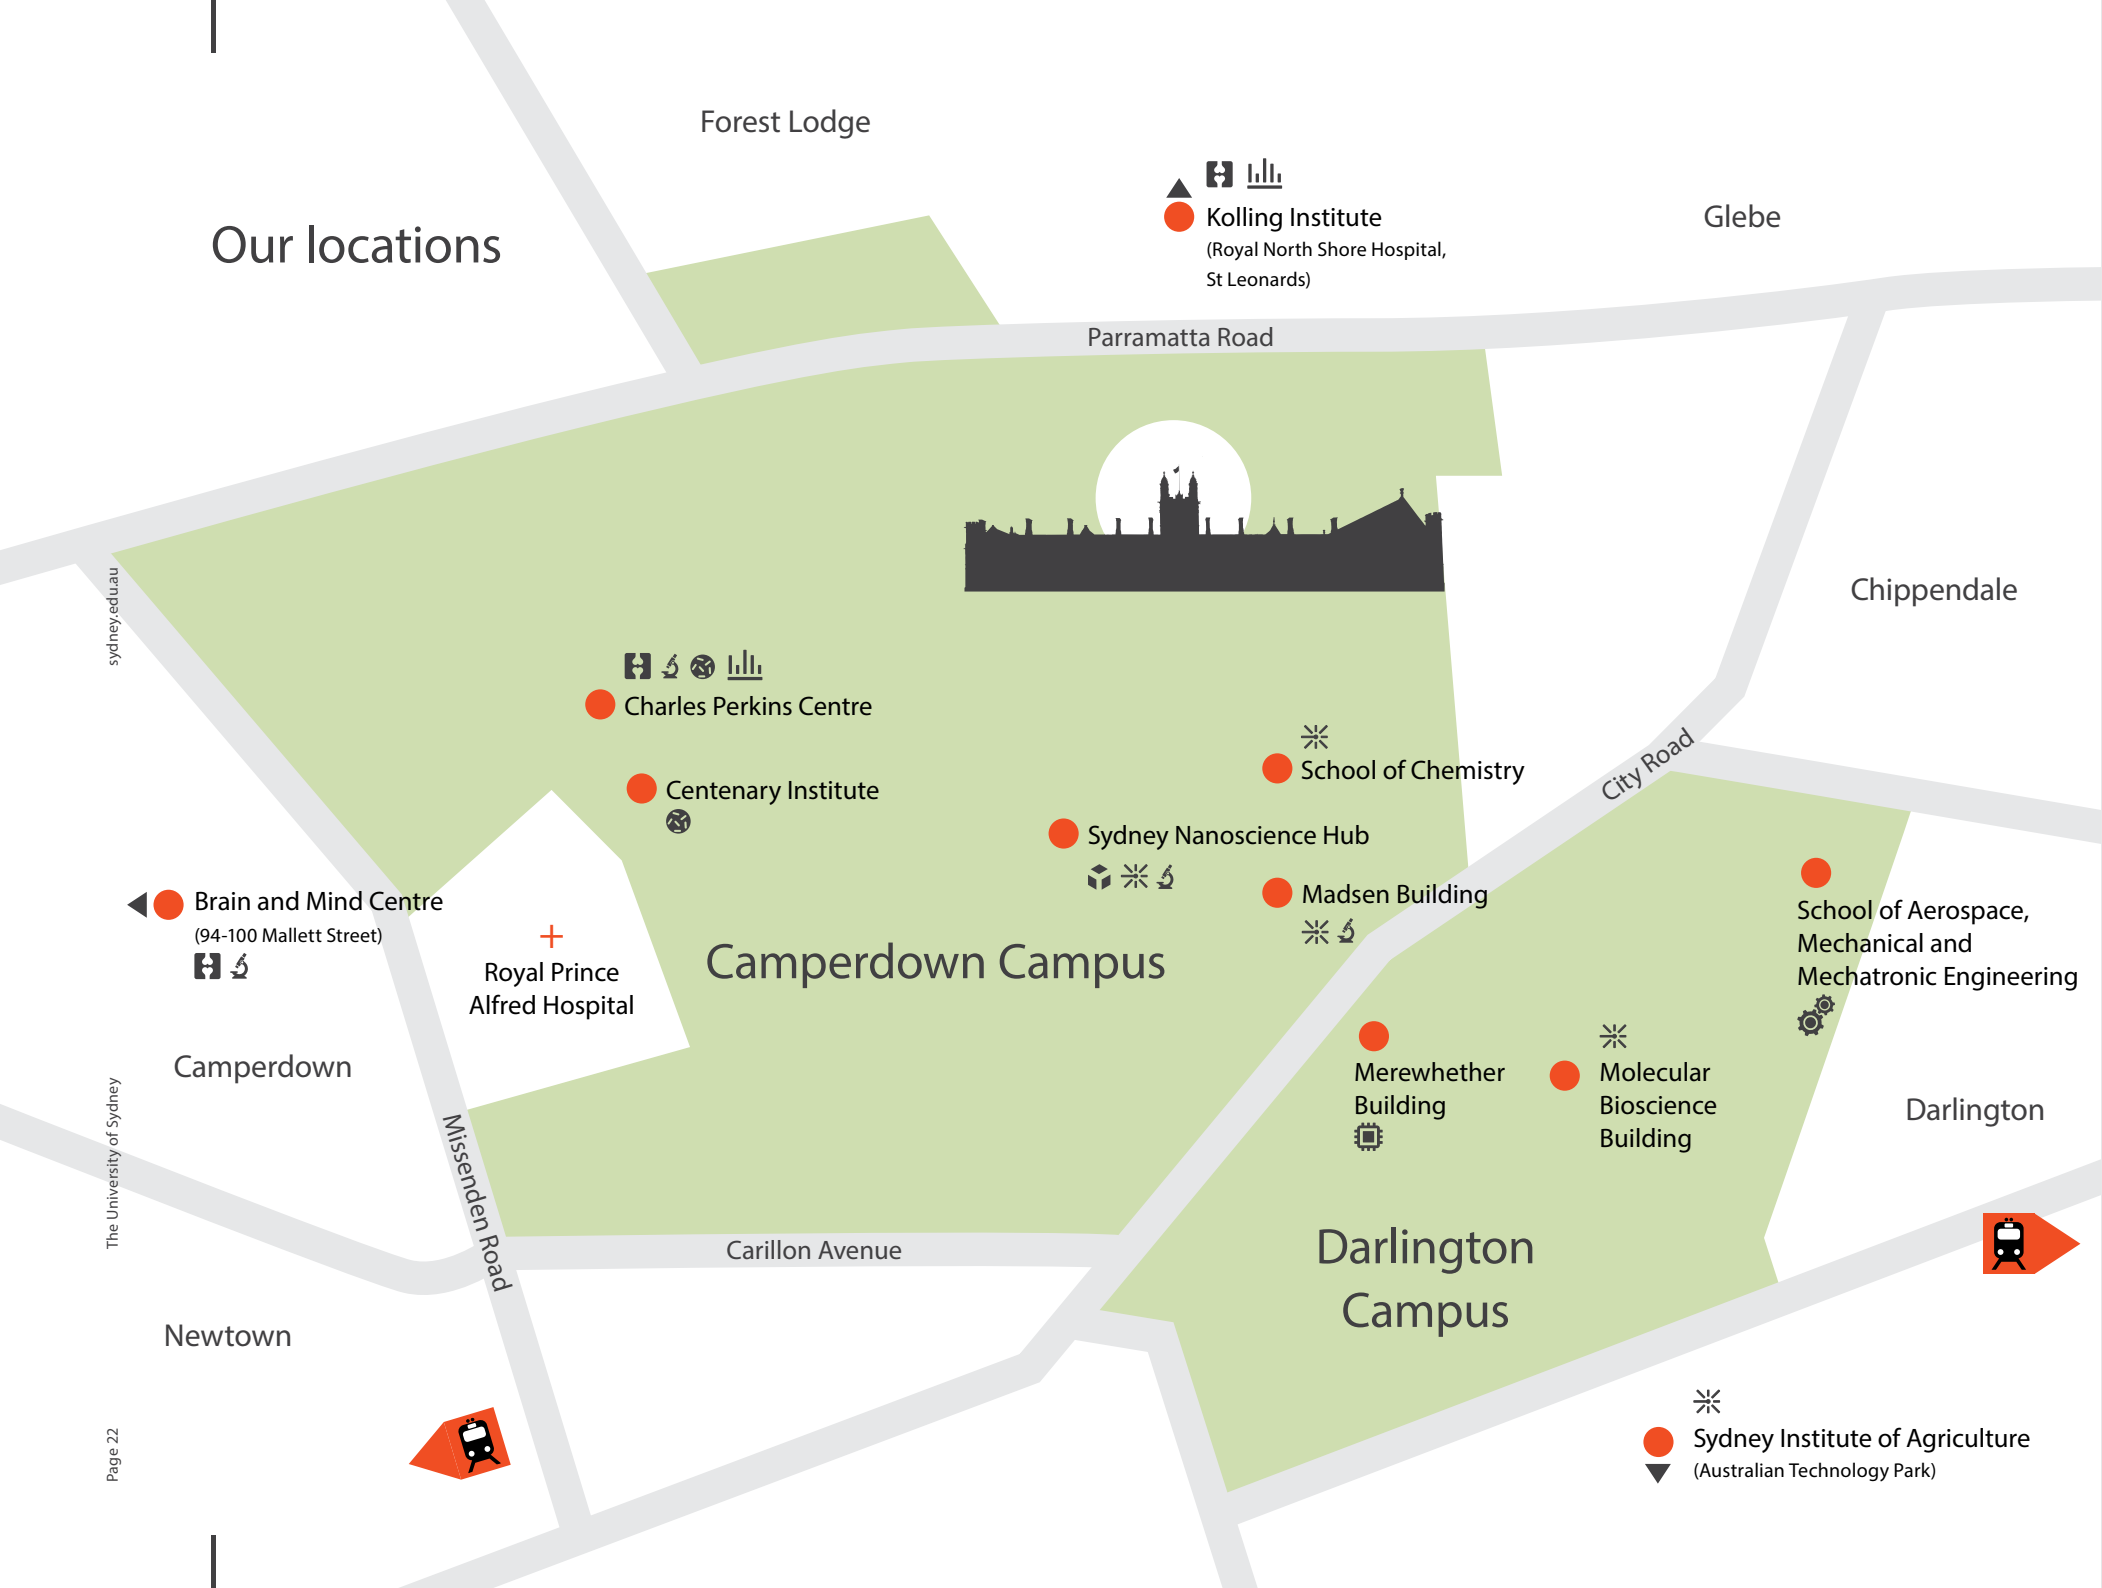 Our locations
Forest Lodge
Kolling Institute
(Royal North Shore Hospital,
St Leonards)
Glebe
Parramatta Road
Chippendale
sydney.edu.au
Charles Perkins Centre
School of Chemistry
City Road
Centenary Institute
Sydney Nanoscience Hub
Madsen Building
Brain and Mind Centre
(94-100 Mallett Street)
School of Aerospace,
Mechanical and
Mechatronic Engineering
Royal Prince
Alfred Hospital
Camperdown Campus
Camperdown
Merewhether
Building
Molecular
Bioscience
Building
Darlington
The University of Sydney
Missenden Road
Carillon Avenue
Darlington
Campus
Newtown
Sydney Institute of Agriculture
(Australian Technology Park)
Page 22